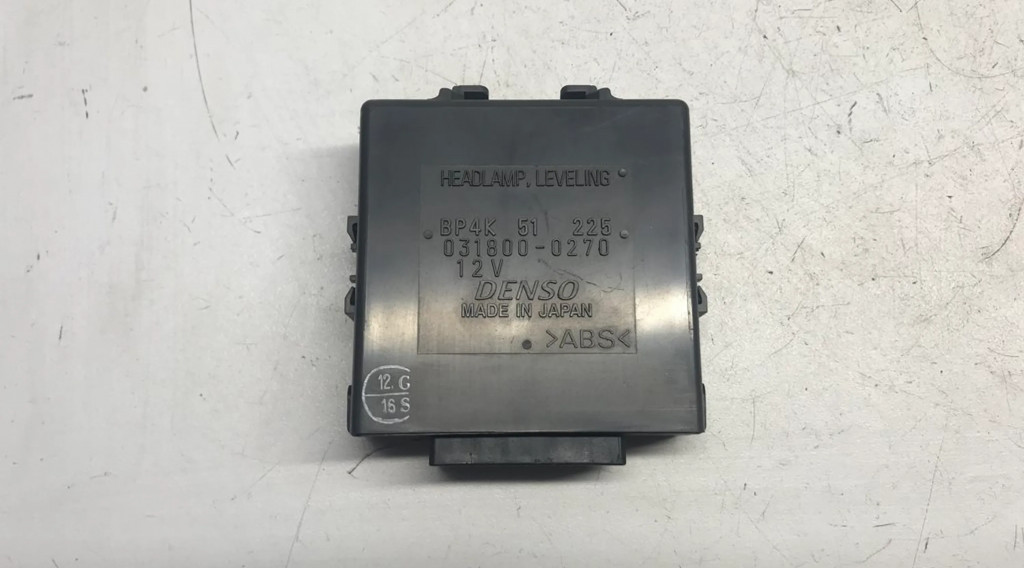 HEADLAMP, LEVELING
BP4K 51 225
031800-0270
12V
DENSO
MADE IN JAPAN
>ABS<
12. G
16 S